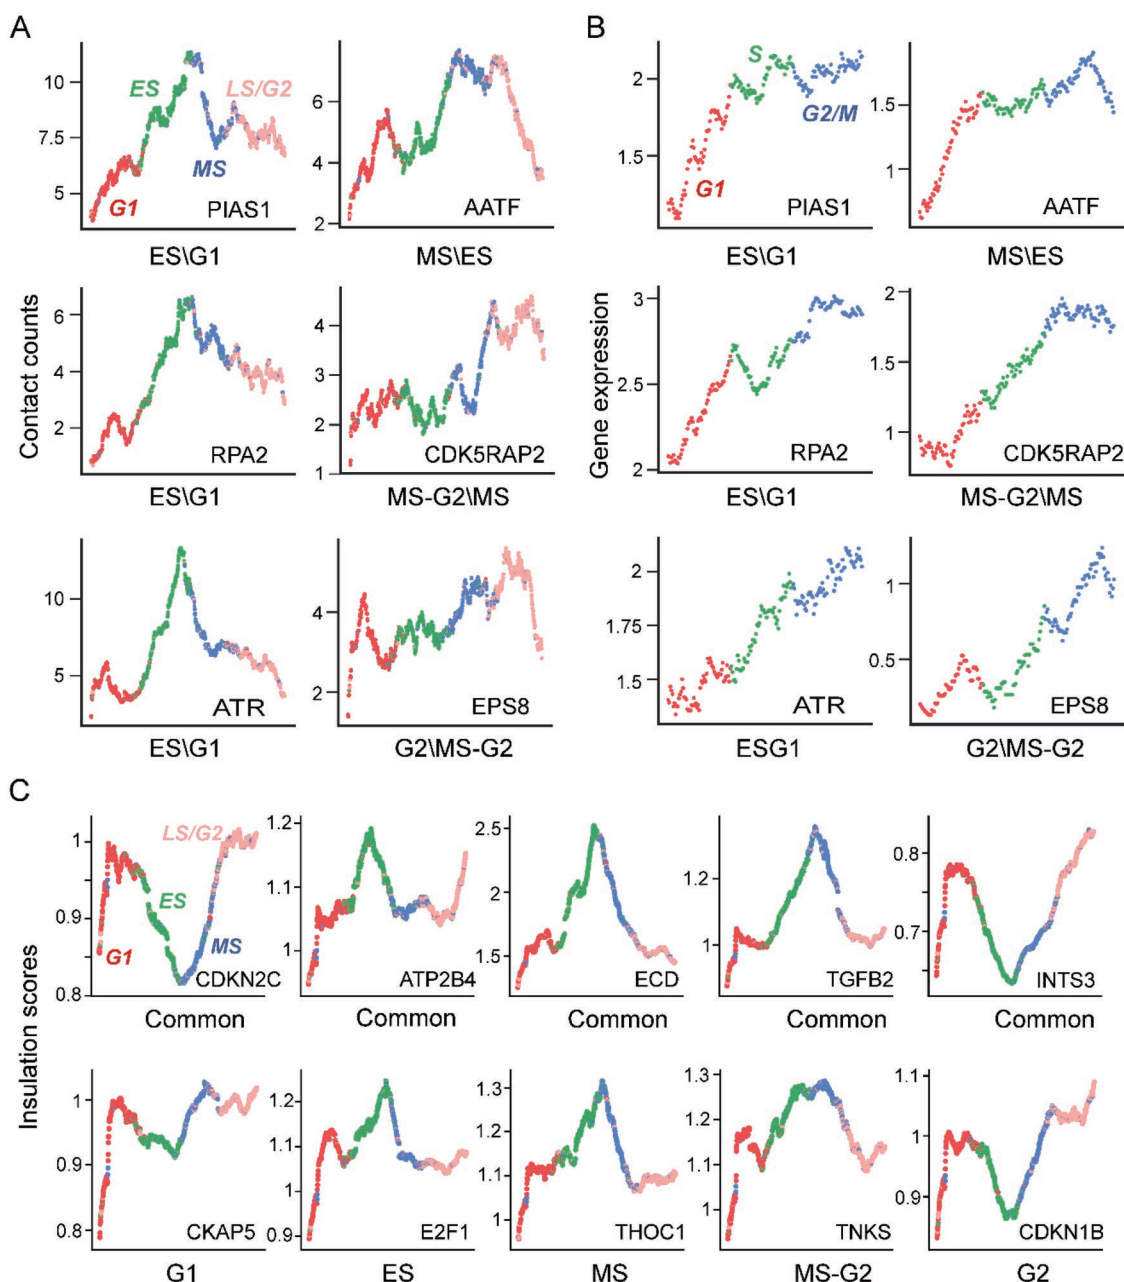 A
B
10
7.5
5
ES
LS/G2
MS
G1
PIAS1
ES\G1
6
4
2
AATF
MS\ES
2
1.5
S
G2/M
G1
PIAS1
ES\G1
1.5
1
AATF
MS\ES
Contact counts
6
4
2
RPA2
ES\G1
4
3
2
1
CDK5RAP2
MS-G2\MS
Gene expression
3
2.5
2
RPA2
ES\G1
2
1.5
1
CDK5RAP2
MS-G2\MS
10
5
ATR
ES\G1
4
2
EPS8
G2\MS-G2
2
1.75
1.5
ATR
ESG1
1
0.5
EPS8
G2\MS-G2
C
Insulation scores
1
0.9
0.8
LS/G2
ES
G1
MS
CDKN2C
Common
1.2
1.1
1
ATP2B4
Common
2.5
2
1.5
ECD
Common
1.2
1
TGFB2
Common
0.8
0.7
INTS3
Common
1
0.9
0.8
CKAP5
G1
1.2
1.1
1
0.9
E2F1
ES
1.3
1.2
1.1
1
THOC1
MS
1.3
1.2
1.1
1
TNKS
MS-G2
1.1
1
0.9
CDKN1B
G2